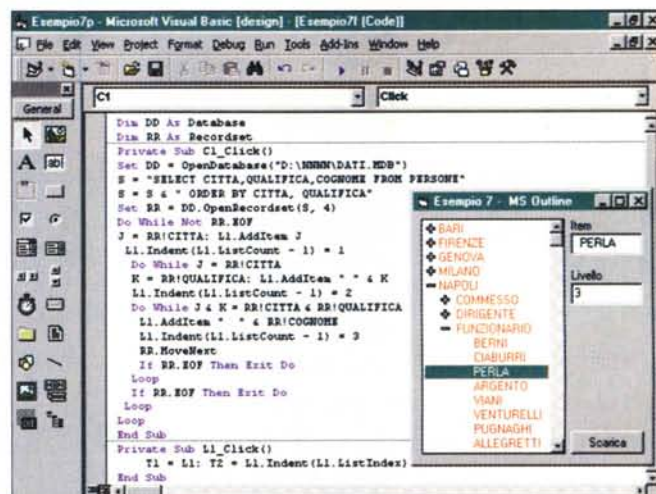 Esempio7p - Microsoft Visual Basic [design] - [Esempio7f [Code]]
File Edit View Project Format Debug Run Tools Add-Ins Window Help
General
C1
Click
Dim DD As Database
Dim RR As Recordset
Private Sub C1_Click()
Set DD = OpenDatabase("D:\NNNN\DATI.MDB")
S = "SELECT CITTA,QUALIFICA,COGNOME FROM PERSONE"
S = S & " ORDER BY CITTA, QUALIFICA"
Set RR = DD.OpenRecordset(S, 4)
Do While Not RR.EOF
J = RR!CITTA: L1.AddItem J
L1.Indent(L1.ListCount - 1) = 1
Do While J = RR!CITTA
K = RR!QUALIFICA: L1.AddItem " " & K
L1.Indent(L1.ListCount - 1) = 2
Do While J & K = RR!CITTA & RR!QUALIFICA
L1.AddItem "  " & RR!COGNOME
L1.Indent(L1.ListCount - 1) = 3
RR.MoveNext
If RR.EOF Then Exit Do
Loop
If RR.EOF Then Exit Do
Loop
Loop
End Sub
Private Sub L1_Click()
T1 = L1: T2 = L1.Indent(L1.ListIndex)
End Sub
Esempio 7 - MS Outline
BARI
FIRENZE
GENOVA
MILANO
NAPOLI
COMMESSO
DIRIGENTE
FUNZIONARIO
BERNI
CIABURRI
PERLA
ARGENTO
VIANI
VENTURELLI
PUGNAGHI
ALLEGRETTI
Item
PERLA
Livello
3
Scarica